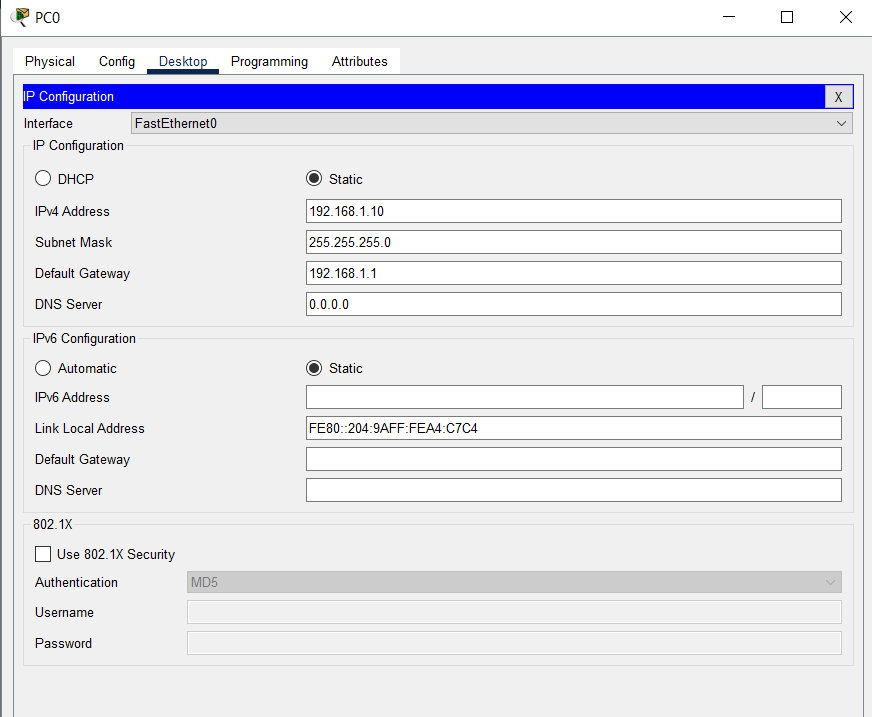 PC0
Physical Config Desktop Programming Attributes
IP Configuration X
Interface FastEthernet0
IP Configuration
DHCP Static
IPv4 Address 192.168.1.10
Subnet Mask 255.255.255.0
Default Gateway 192.168.1.1
DNS Server 0.0.0.0
IPv6 Configuration
Automatic Static
IPv6 Address /
Link Local Address FE80::204:9AFF:FEA4:C7C4
Default Gateway
DNS Server
802.1X
Use 802.1X Security
Authentication MD5
Username
Password